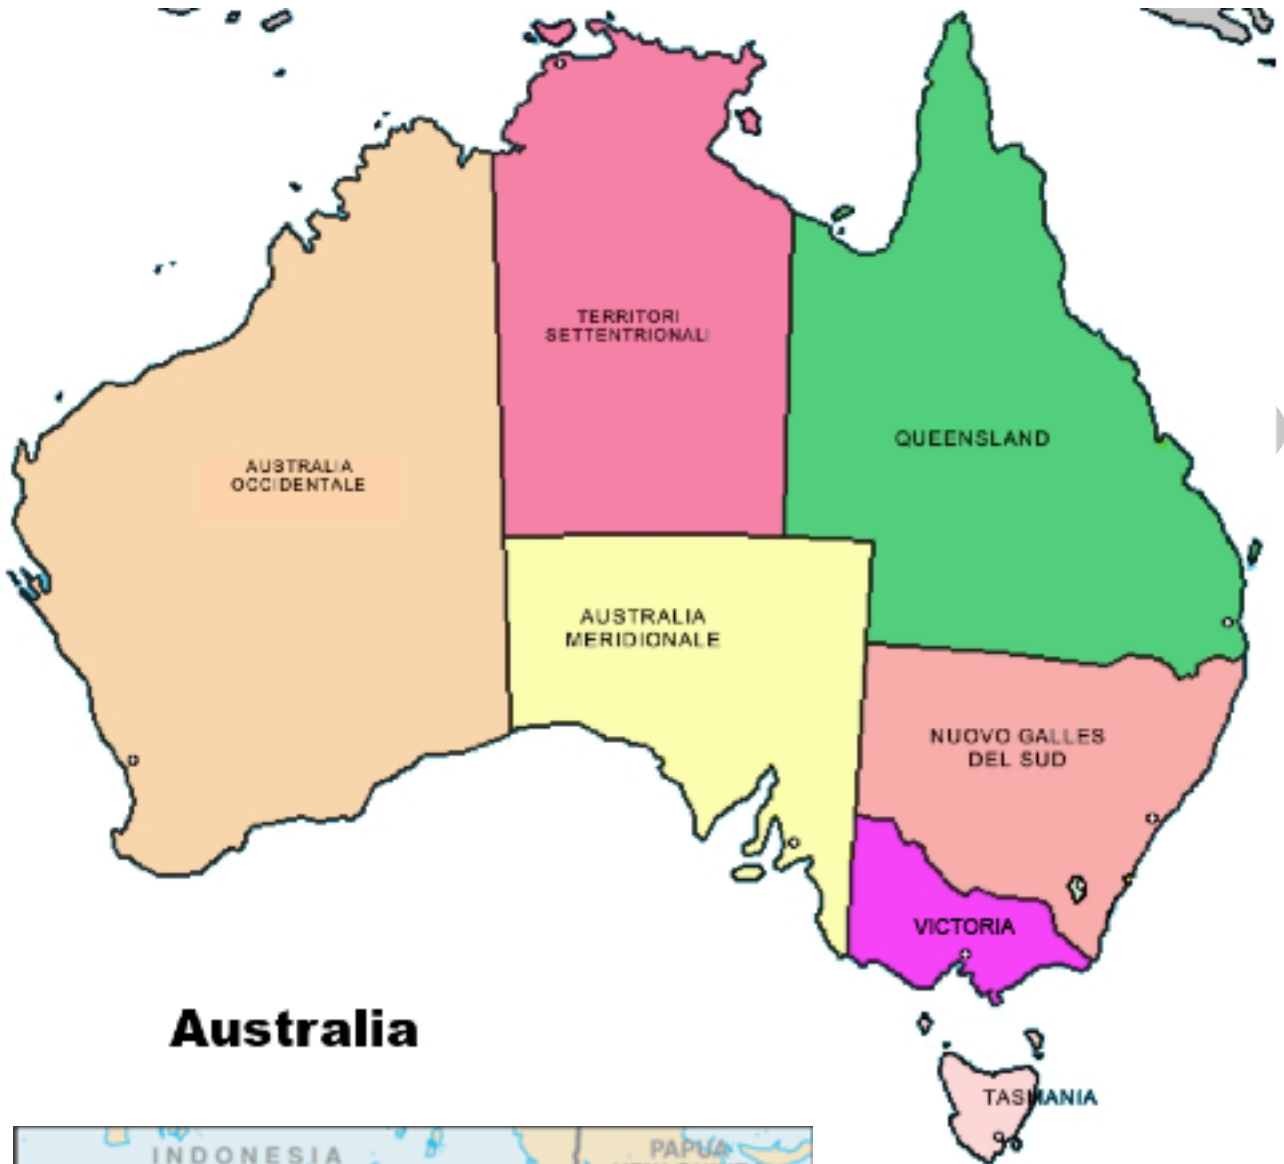 TERRITORI
SETTENTRIONALI
QUEENSLAND
AUSTRALIA
OCCIDENTALE
AUSTRALIA
MERIDIONALE
NUOVO GALLES
DEL SUD
VICTORIA
Australia
TASMANIA
INDONESIA
PAPUA